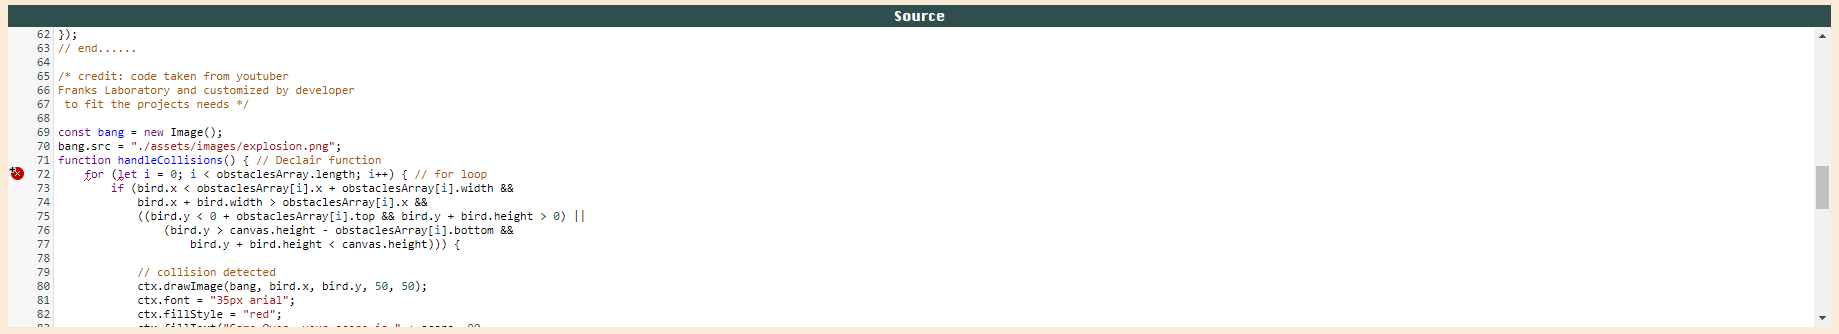 Source
62 });
63 // end......
64
65 /* credit: code taken from youtuber
66 Franks Laboratory and customized by developer
67  to fit the projects needs */
68
69 const bang = new Image();
70 bang.src = "./assets/images/explosion.png";
71 function handleCollisions() { // Declair function
72     for (let i = 0; i < obstaclesArray.length; i++) { // for loop
73         if (bird.x < obstaclesArray[i].x + obstaclesArray[i].width &&
74             bird.x + bird.width > obstaclesArray[i].x &&
75             ((bird.y < 0 + obstaclesArray[i].top && bird.y + bird.height > 0) ||
76                 (bird.y > canvas.height - obstaclesArray[i].bottom &&
77                     bird.y + bird.height < canvas.height))) {
78
79             // collision detected
80             ctx.drawImage(bang, bird.x, bird.y, 50, 50);
81             ctx.font = "35px arial";
82             ctx.fillStyle = "red";